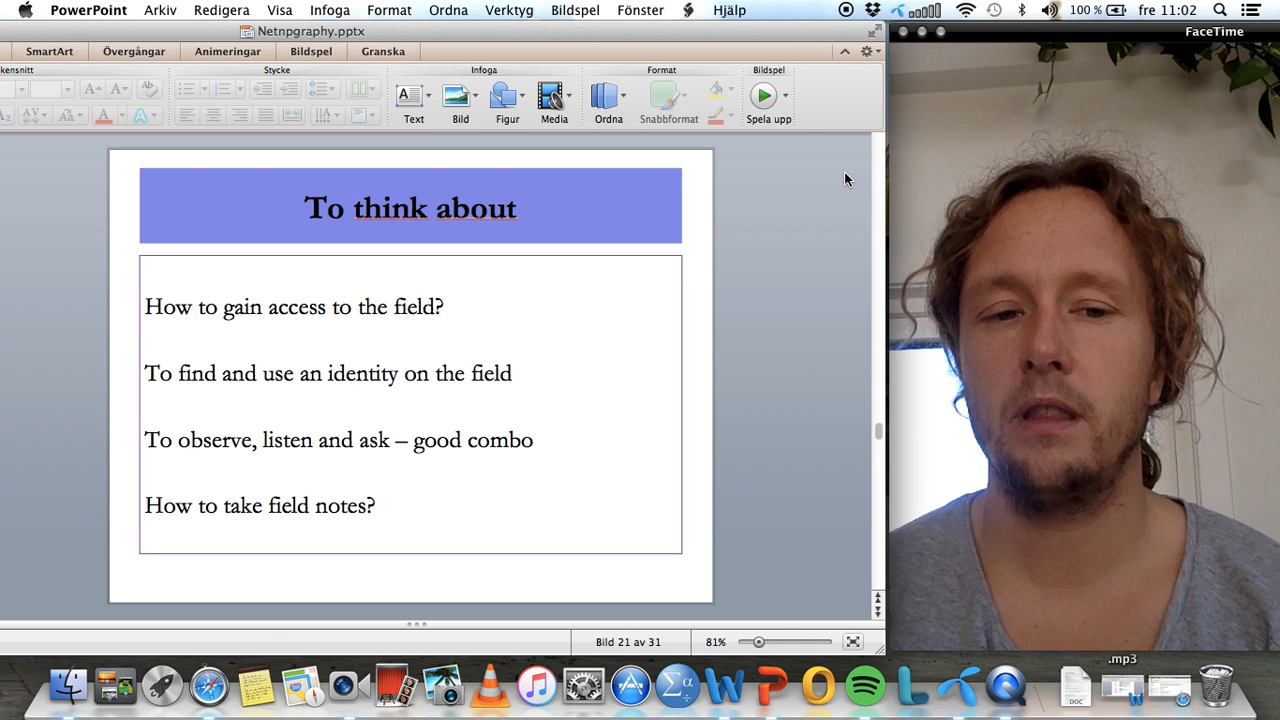 PowerPoint Arkiv Redigera Visa Infoga Format Ordna Verktyg Bildspel Fönster Hjälp 100 % fre 11:02
Netnpgraphy.pptx
FaceTime
SmartArt Övergångar Animeringar Bildspel Granska
kensnitt Stycke Infoga Format Bildspel
Text Bild Figur Media Ordna Snabbformat Spela upp
To think about
How to gain access to the field?
To find and use an identity on the field
To observe, listen and ask – good combo
How to take field notes?
Bild 21 av 31 81%
.mp3
DOC